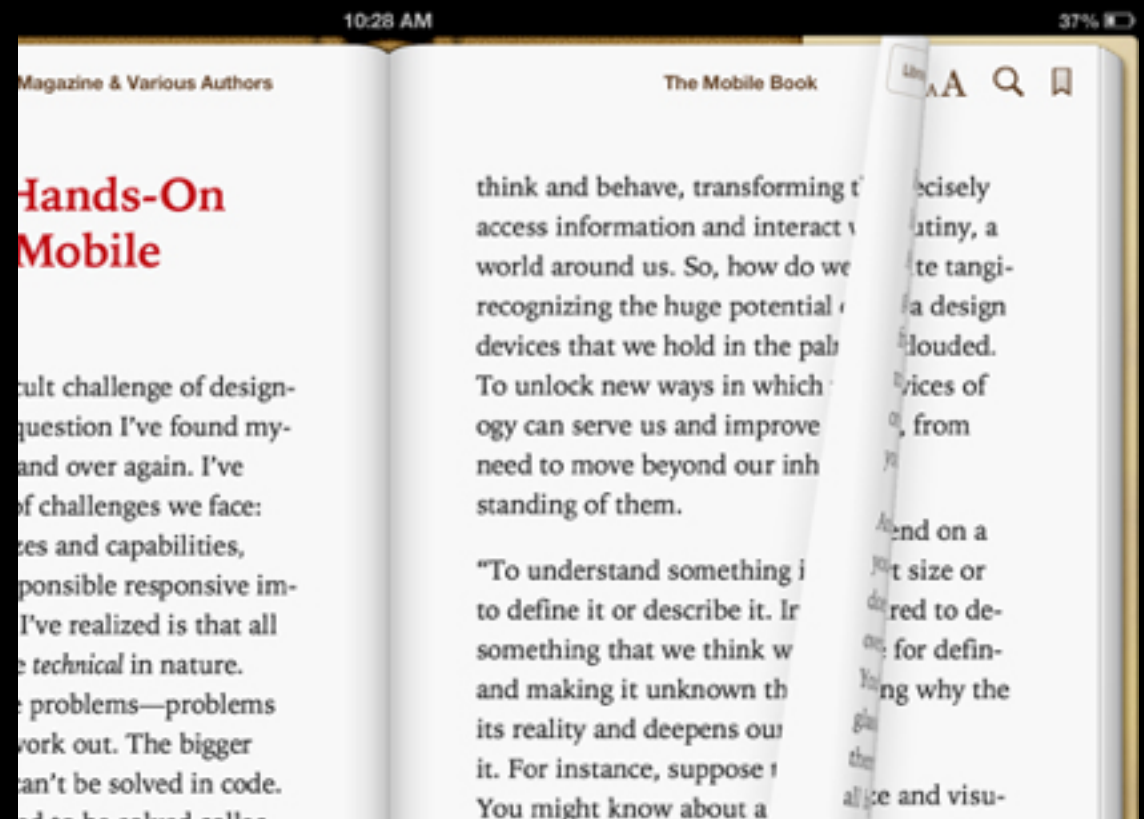 10:28 AM
37%
Magazine & Various Authors
Hands-On
Mobile
cult challenge of design-
question I've found my-
and over again. I've
of challenges we face:
zes and capabilities,
ponsible responsive im-
I've realized is that all
e technical in nature.
e problems—problems
work out. The bigger
can't be solved in code.
The Mobile Book
AA
think and behave, transforming
access information and interact
world around us. So, how do we
recognizing the huge potential
devices that we hold in the
To unlock new ways in which
ogy can serve us and improve
need to move beyond our inh
standing of them.
“To understand something
to define it or describe it.
something that we think w
and making it unknown th
its reality and deepens our
it. For instance, suppose
You might know about a
ecisely
utiny, a
te tangi-
a design
louded.
vices of
, from
end on a
t size or
red to de-
for defin-
ng why the
ce and visu-